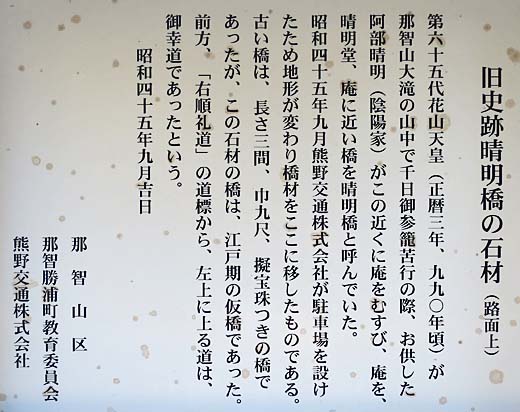 旧史跡晴明橋の石材（路面上）
第六十五代花山天皇（正暦三年、九九〇年頃）が
那智山大滝の山中で千日御参籠苦行の際、お供した
阿部晴明（陰陽家）がこの近くに庵をむすび、庵を、
晴明堂、庵に近い橋を晴明橋と呼んでいた。
昭和四十五年九月熊野交通株式会社が駐車場を設け
たため地形が変わり橋材をここに移したものである。
古い橋は、長さ三間、巾九尺、擬宝珠つきの橋で
あったが、この石材の橋は、江戸期の仮橋であった。
前方、「右順礼道」の道標から、左上に上る道は、
御幸道であったという。
昭和四十五年九月吉日
那智山区
那智勝浦町教育委員会
熊野交通株式会社